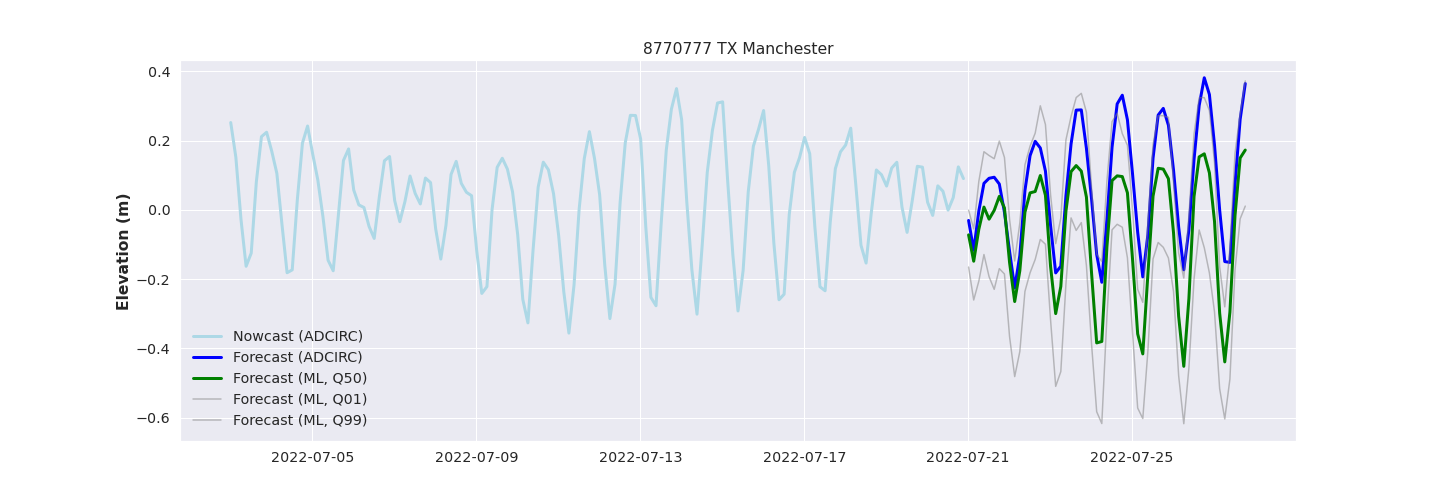 8770777 TX Manchester
Elevation (m)
0.4
0.2
0.0
−0.2
−0.4
−0.6
Nowcast (ADCIRC)
Forecast (ADCIRC)
Forecast (ML, Q50)
Forecast (ML, Q01)
Forecast (ML, Q99)
2022-07-05
2022-07-09
2022-07-13
2022-07-17
2022-07-21
2022-07-25